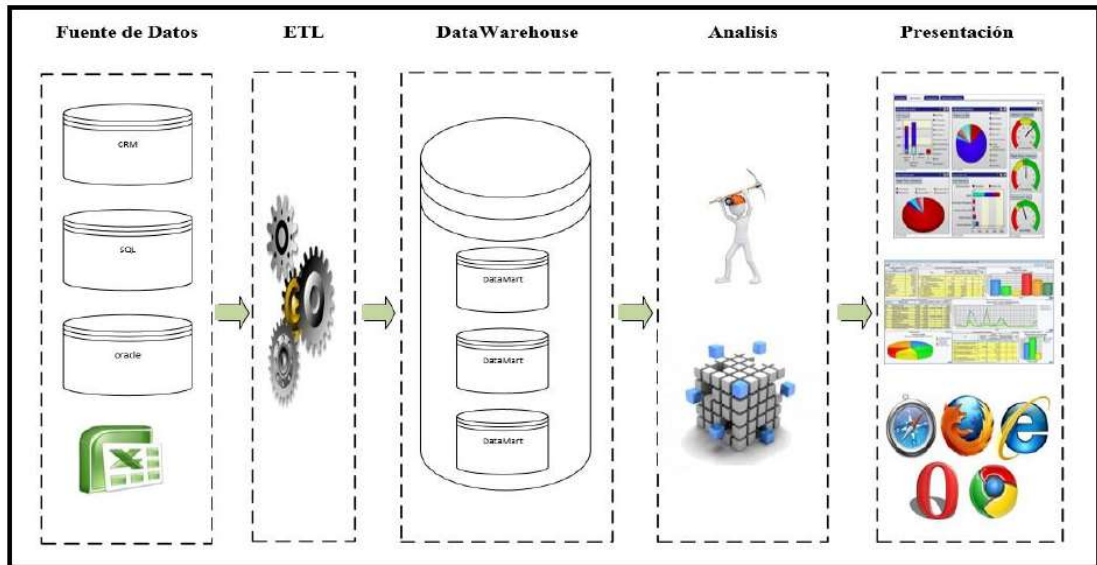 Fuente de Datos
ETL
DataWarehouse
Analisis
Presentación
CRM
SQL
oracle
DataMart
DataMart
DataMart